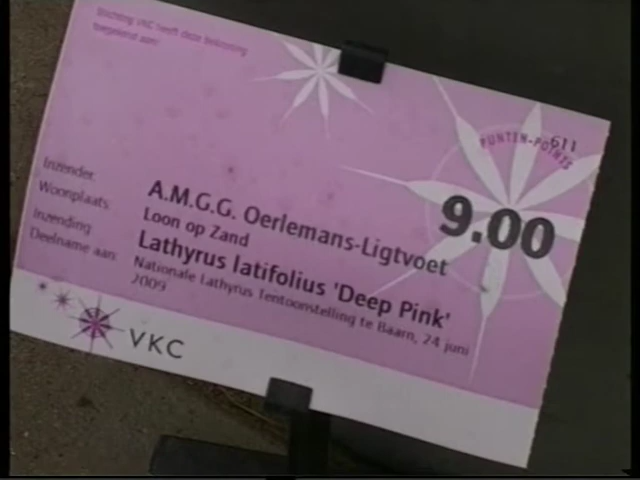 Stichting VKC heeft deze bekroning
toegekend aan:
611
PUNTEN-POINTS
9.00
Inzender A.M.G.G. Oerlemans-Ligtvoet
Woonplaats Loon op Zand
Inzending Lathyrus latifolius 'Deep Pink'
Deelname aan Nationale Lathyrus Tentoonstelling te Baarn, 24 juni
2009
VKC